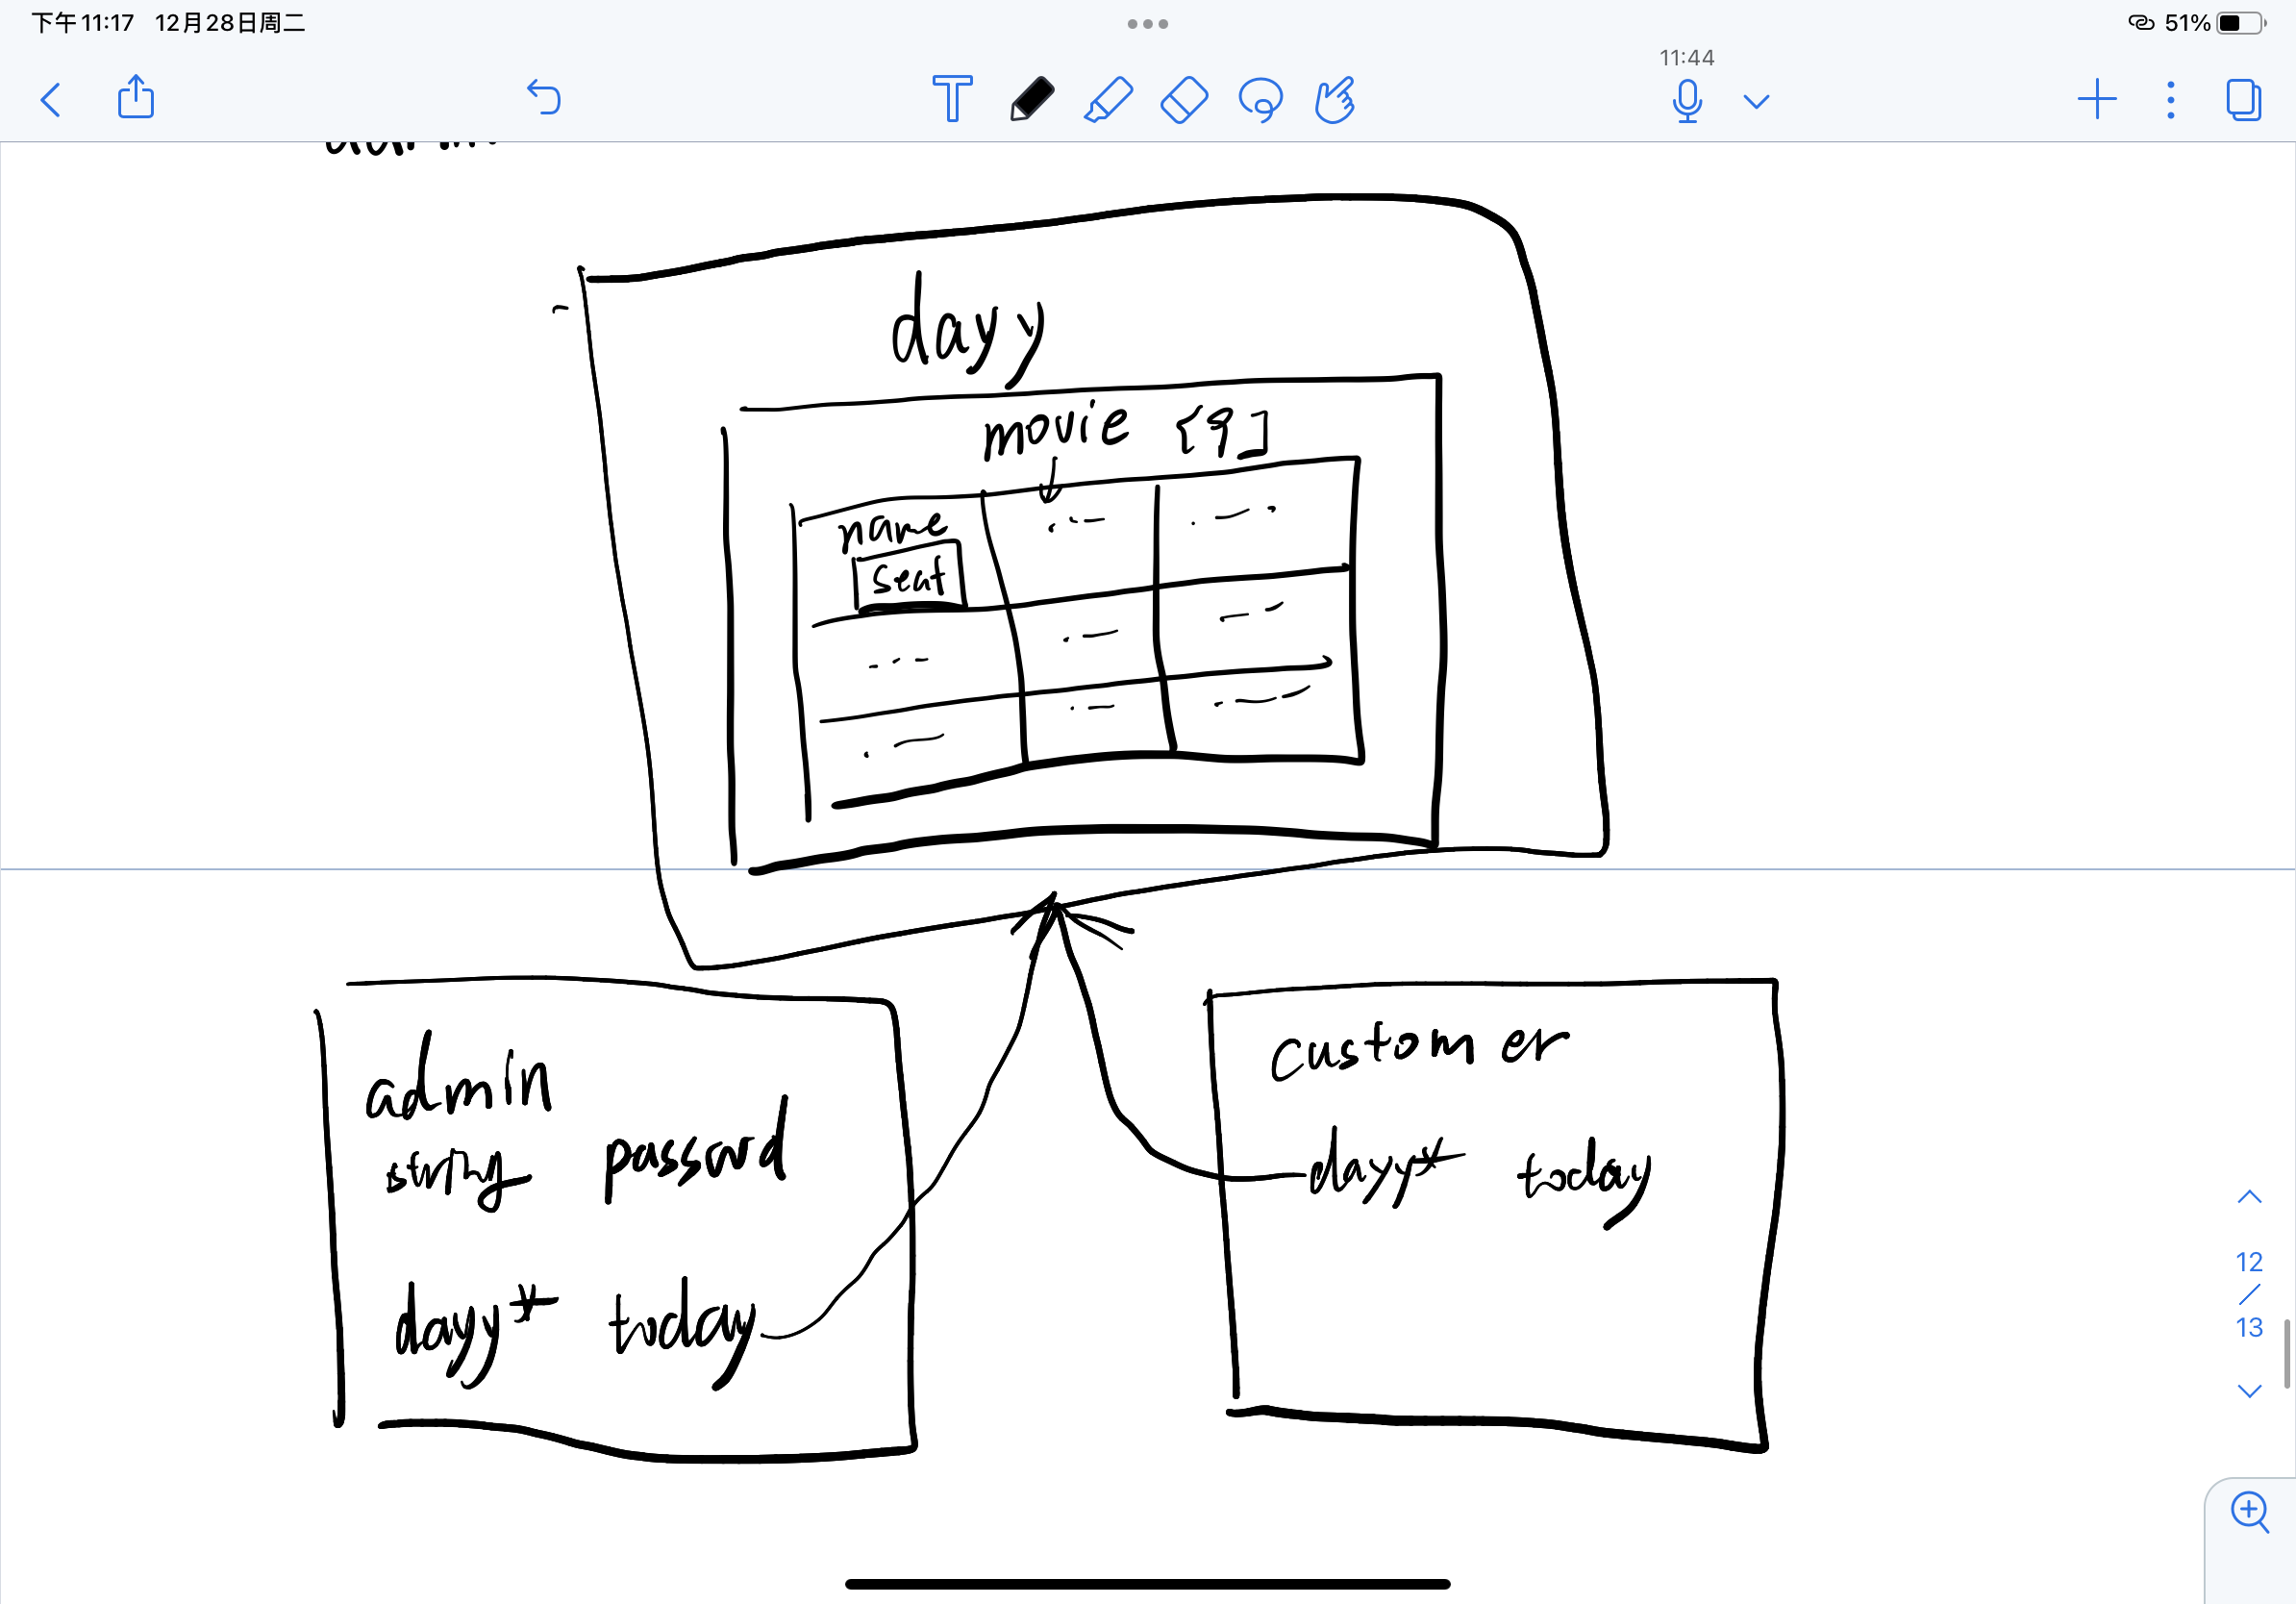 下午11:17 12月28日周二
51%
11:44
dayy
movie [9]
name
seat
admin
string password
dayy* today
customer
dayy* today
12
13